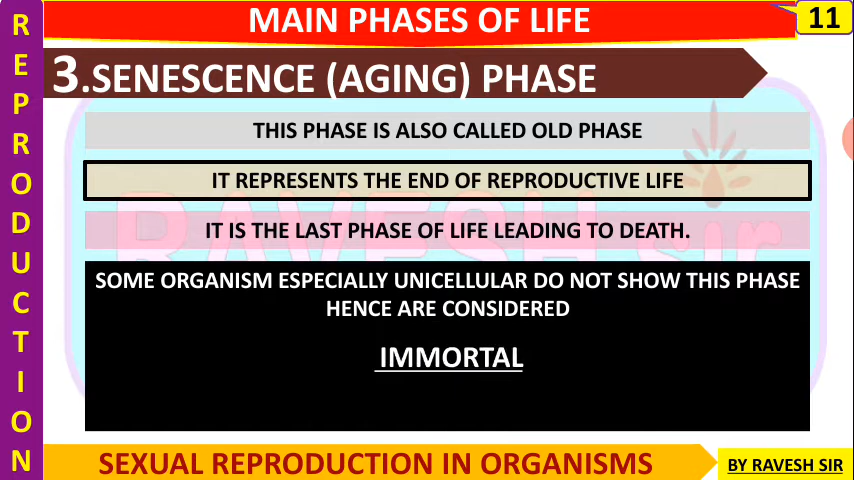 MAIN PHASES OF LIFE
11
3.SENESCENCE (AGING) PHASE
THIS PHASE IS ALSO CALLED OLD PHASE
IT REPRESENTS THE END OF REPRODUCTIVE LIFE
IT IS THE LAST PHASE OF LIFE LEADING TO DEATH.
SOME ORGANISM ESPECIALLY UNICELLULAR DO NOT SHOW THIS PHASE
HENCE ARE CONSIDERED
IMMORTAL
REPRODUCTION
RAVESH sir
SEXUAL REPRODUCTION IN ORGANISMS
BY RAVESH SIR